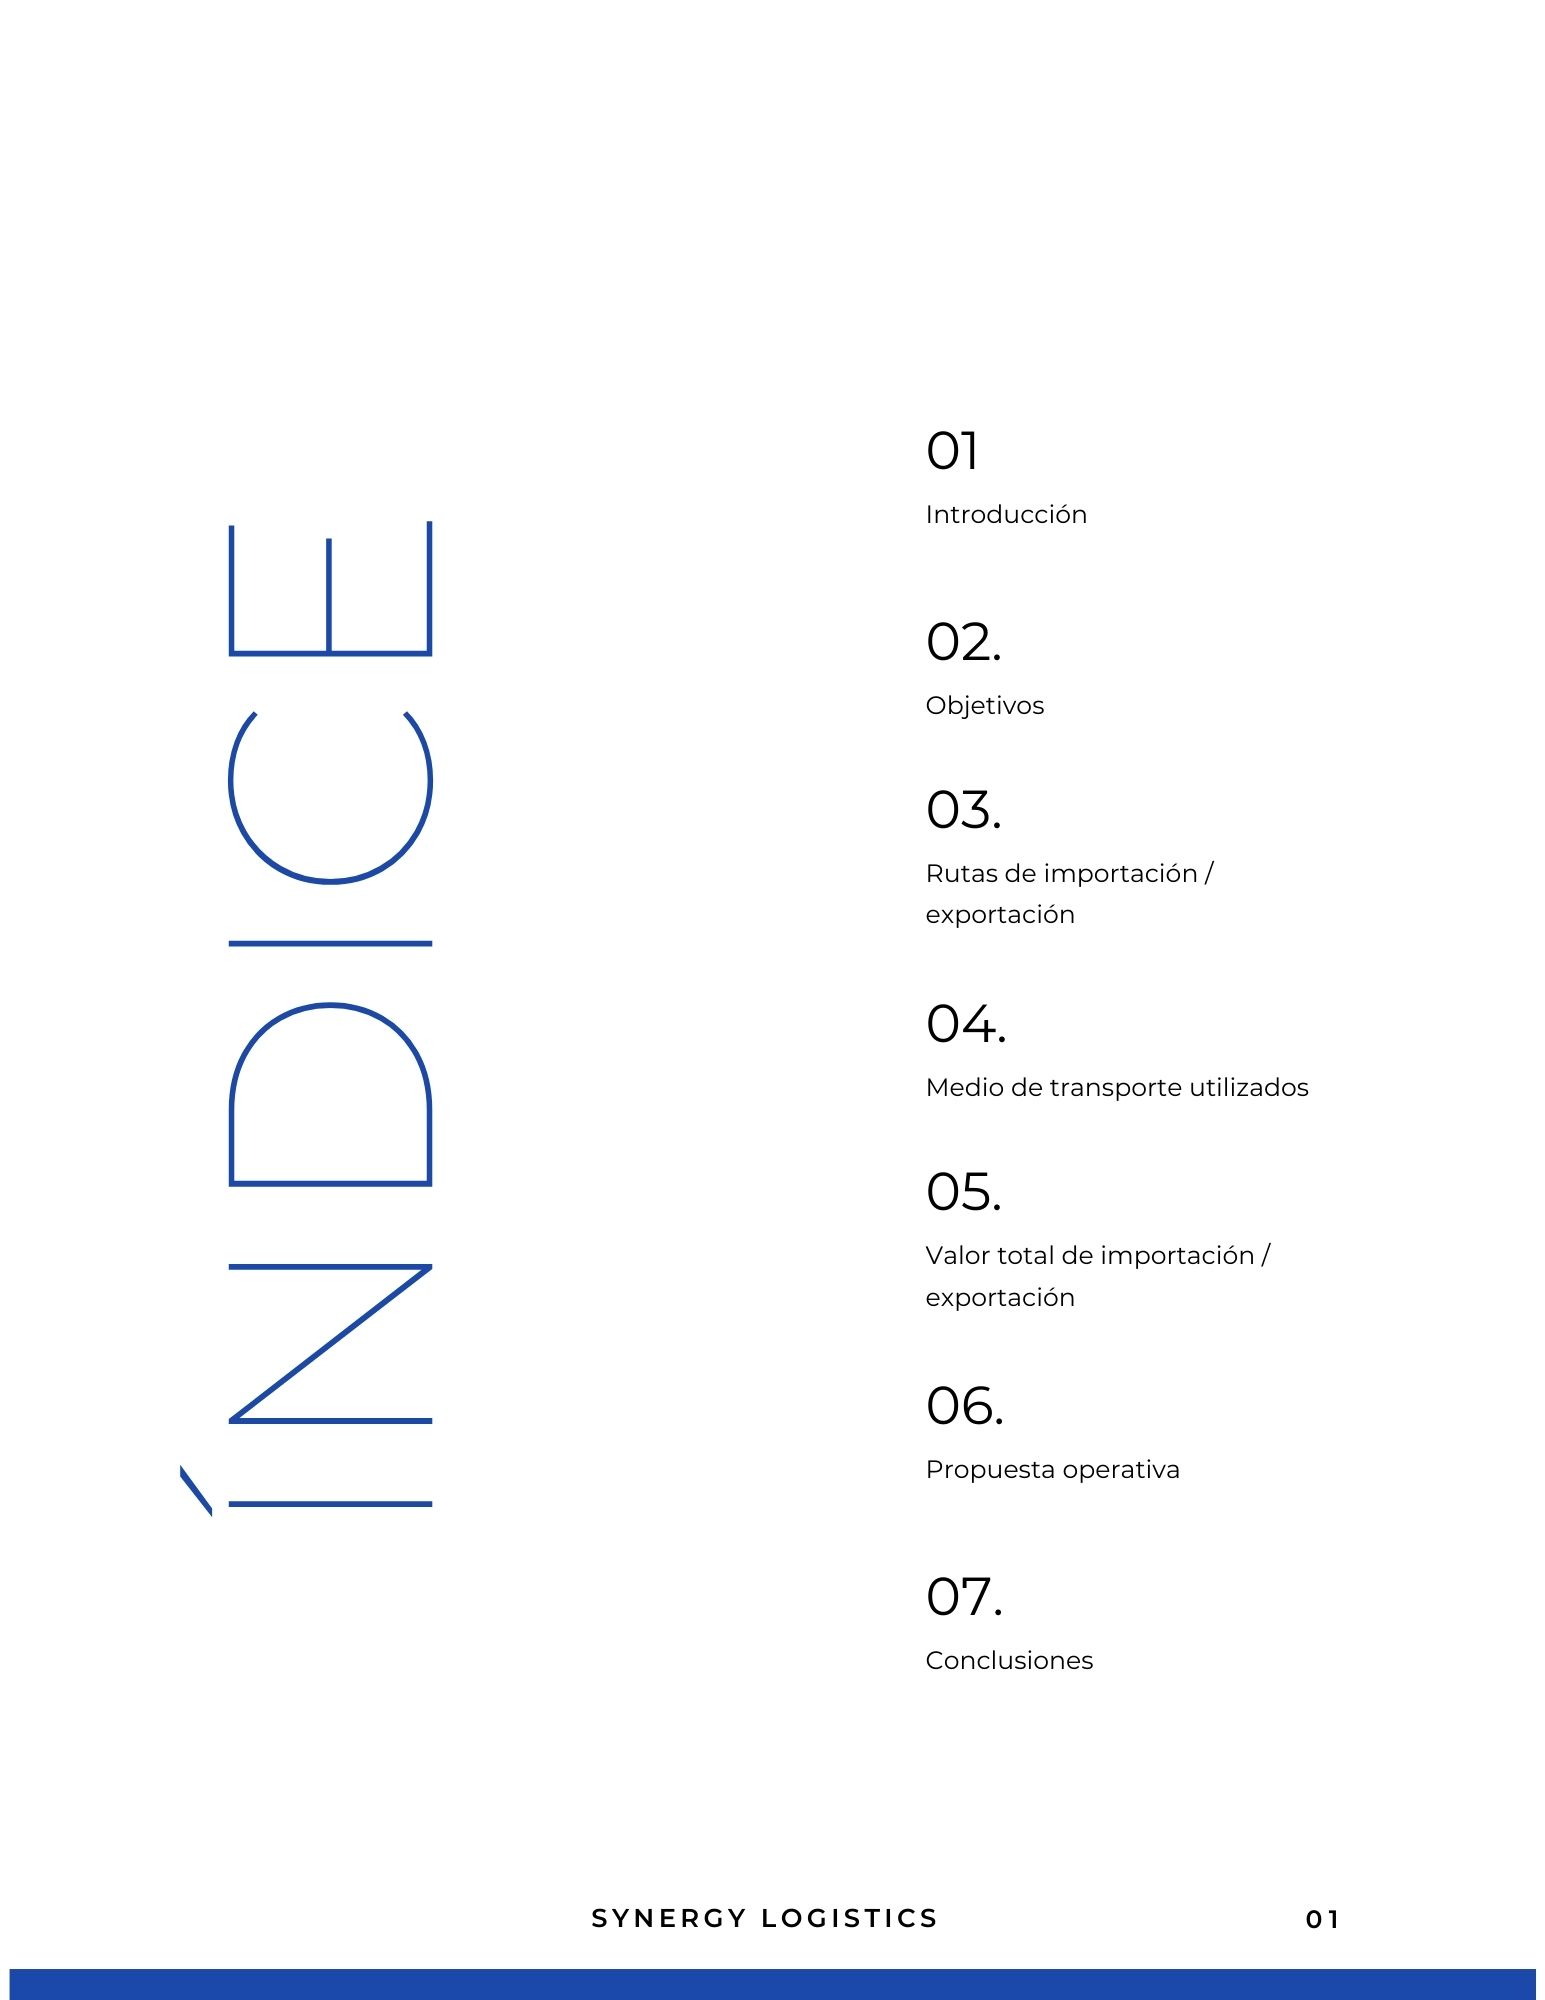 ÍNDICE
01
Introducción
02.
Objetivos
03.
Rutas de importación /
exportación
04.
Medio de transporte utilizados
05.
Valor total de importación /
exportación
06.
Propuesta operativa
07.
Conclusiones
SYNERGY LOGISTICS
01